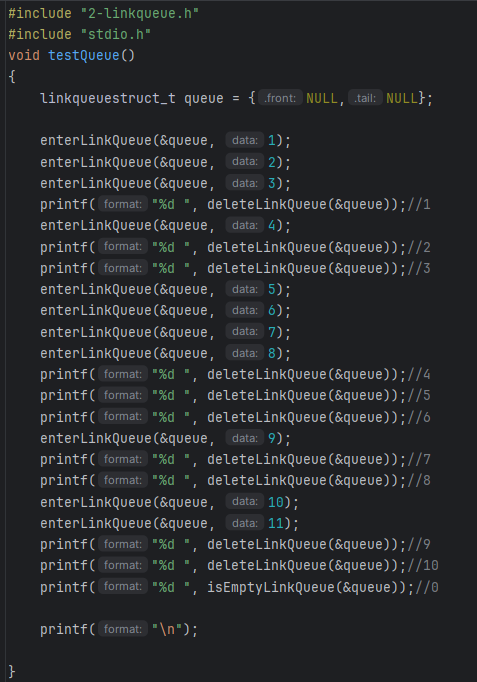 #include "2-linkqueue.h"
#include "stdio.h"
void testQueue()
{
    linkqueuestruct_t queue = {.front: NULL, .tail: NULL};

    enterLinkQueue(&queue, data: 1);
    enterLinkQueue(&queue, data: 2);
    enterLinkQueue(&queue, data: 3);
    printf(format: "%d ", deleteLinkQueue(&queue));//1
    enterLinkQueue(&queue, data: 4);
    printf(format: "%d ", deleteLinkQueue(&queue));//2
    printf(format: "%d ", deleteLinkQueue(&queue));//3
    enterLinkQueue(&queue, data: 5);
    enterLinkQueue(&queue, data: 6);
    enterLinkQueue(&queue, data: 7);
    enterLinkQueue(&queue, data: 8);
    printf(format: "%d ", deleteLinkQueue(&queue));//4
    printf(format: "%d ", deleteLinkQueue(&queue));//5
    printf(format: "%d ", deleteLinkQueue(&queue));//6
    enterLinkQueue(&queue, data: 9);
    printf(format: "%d ", deleteLinkQueue(&queue));//7
    printf(format: "%d ", deleteLinkQueue(&queue));//8
    enterLinkQueue(&queue, data: 10);
    enterLinkQueue(&queue, data: 11);
    printf(format: "%d ", deleteLinkQueue(&queue));//9
    printf(format: "%d ", deleteLinkQueue(&queue));//10
    printf(format: "%d ", isEmptyLinkQueue(&queue));//0

    printf(format: "\n");

}